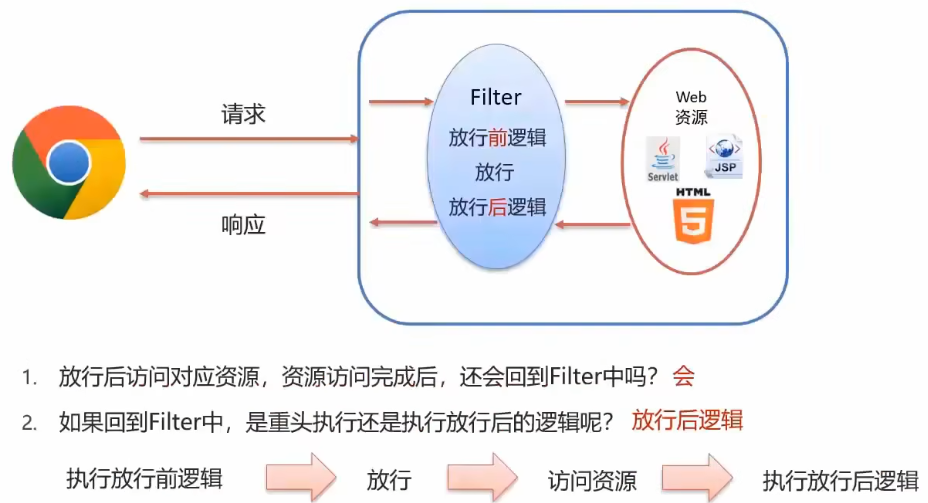 请求
响应
Filter
放行前逻辑
放行
放行后逻辑
Web
资源
Servlet
JSP
HTML
5
1. 放行后访问对应资源，资源访问完成后，还会回到Filter中吗？ 会
2. 如果回到Filter中，是重头执行还是执行放行后的逻辑呢？ 放行后逻辑
执行放行前逻辑 放行 访问资源 执行放行后逻辑